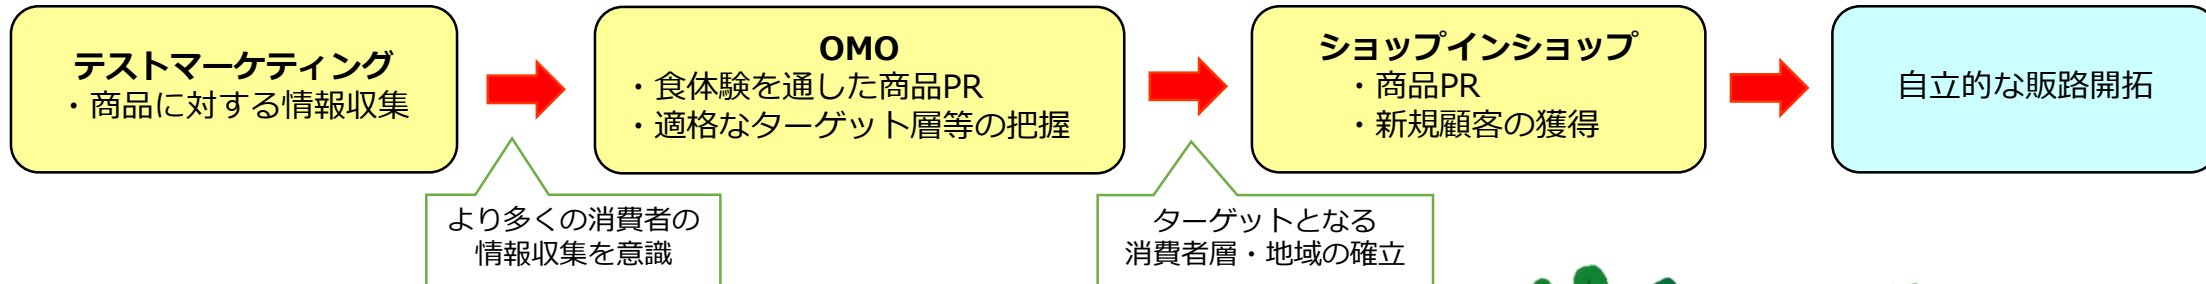 テストマーケティング
・商品に対する情報収集
OMO
・食体験を通した商品PR
・適格なターゲット層等の把握
ショップインショップ
・商品PR
・新規顧客の獲得
自立的な販路開拓
より多くの消費者の
情報収集を意識
ターゲットとなる
消費者層・地域の確立